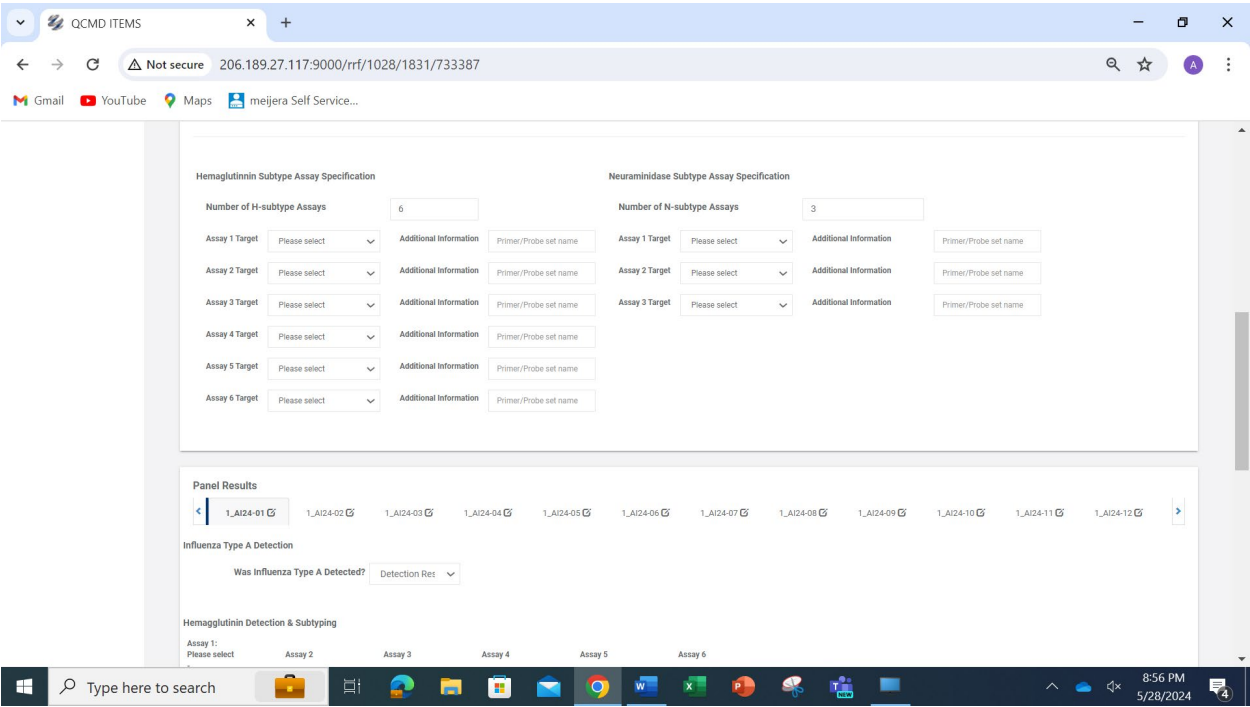 QCMD ITEMS
Not secure 206.189.27.117:9000/rrf/1028/1831/733387
A
Gmail YouTube Maps meijera Self Service...
Hemaglutinnin Subtype Assay Specification
Neuraminidase Subtype Assay Specification
Number of H-subtype Assays 6
Number of N-subtype Assays 3
Assay 1 Target Please select Additional Information Primer/Probe set name
Assay 1 Target Please select Additional Information Primer/Probe set name
Assay 2 Target Please select Additional Information Primer/Probe set name
Assay 2 Target Please select Additional Information Primer/Probe set name
Assay 3 Target Please select Additional Information Primer/Probe set name
Assay 3 Target Please select Additional Information Primer/Probe set name
Assay 4 Target Please select Additional Information Primer/Probe set name
Assay 5 Target Please select Additional Information Primer/Probe set name
Assay 6 Target Please select Additional Information Primer/Probe set name
Panel Results
1_AI24-01 1_AI24-02 1_AI24-03 1_AI24-04 1_AI24-05 1_AI24-06 1_AI24-07 1_AI24-08 1_AI24-09 1_AI24-10 1_AI24-11 1_AI24-12
Influenza Type A Detection
Was Influenza Type A Detected? Detection Res
Hemagglutinin Detection & Subtyping
Assay 1:
Please select Assay 2 Assay 3 Assay 4 Assay 5 Assay 6
Type here to search
NEW
8:56 PM
5/28/2024
4